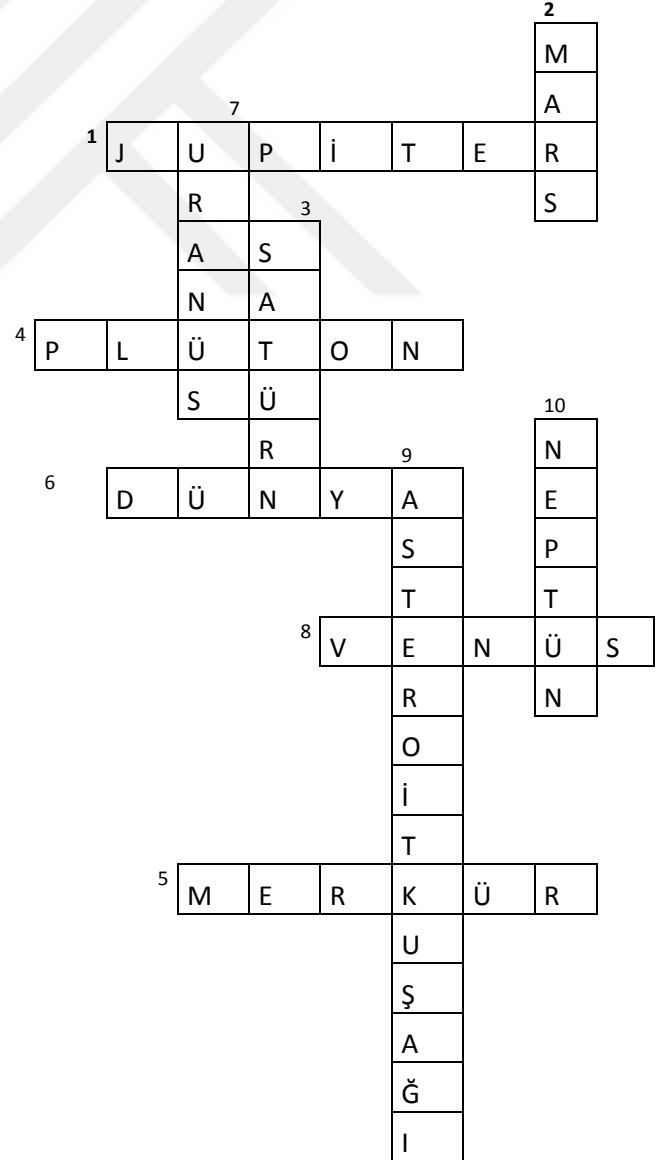 2
M
7 A
1 J U P İ T E R
R 3 S
A S
N A
4 P L Ü T O N
S Ü 10
R 9 N
6 D Ü N Y A E
S P
T T
8 V E N Ü S
R N
O
İ
T
5 M E R K Ü R
U
Ş
A
Ğ
I